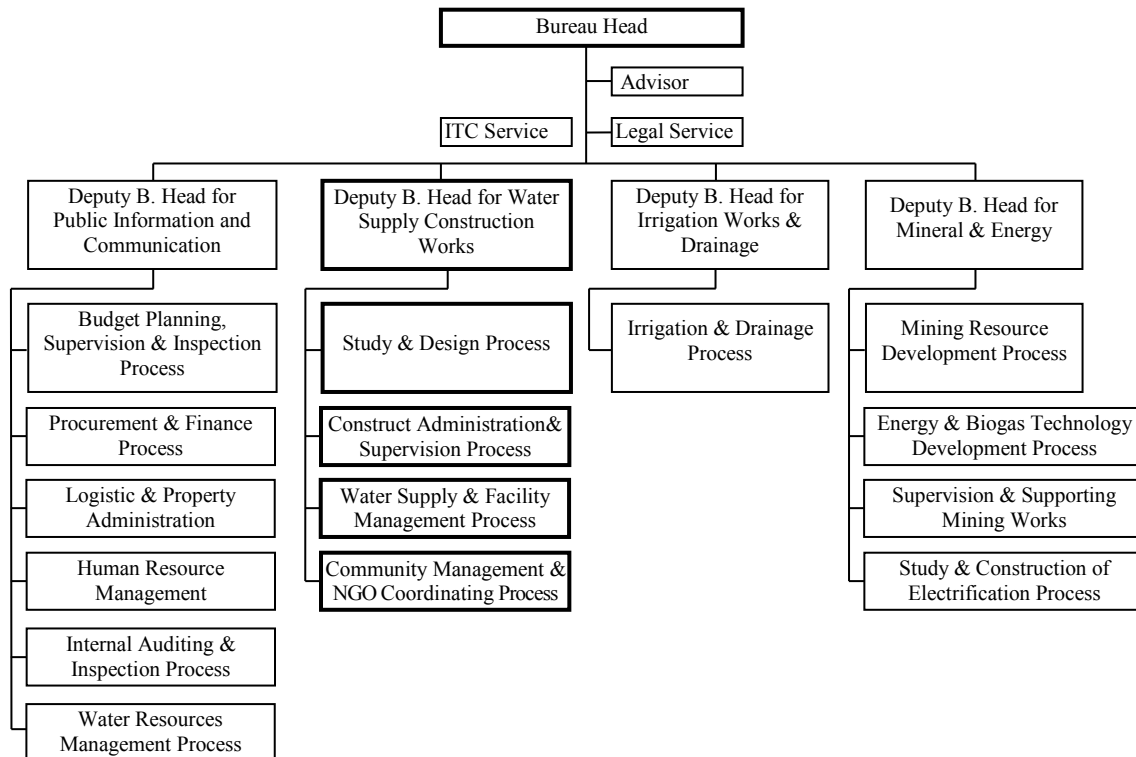 Bureau Head
Advisor
ITC Service
Legal Service
Deputy B. Head for
Public Information and
Communication
Deputy B. Head for Water
Supply Construction
Works
Deputy B. Head for
Irrigation Works &
Drainage
Deputy B. Head for
Mineral & Energy
Budget Planning,
Supervision & Inspection
Process
Procurement & Finance
Process
Logistic & Property
Administration
Human Resource
Management
Internal Auditing &
Inspection Process
Water Resources
Management Process
Study & Design Process
Construct Administration&
Supervision Process
Water Supply & Facility
Management Process
Community Management &
NGO Coordinating Process
Irrigation & Drainage
Process
Mining Resource
Development Process
Energy & Biogas Technology
Development Process
Supervision & Supporting
Mining Works
Study & Construction of
Electrification Process